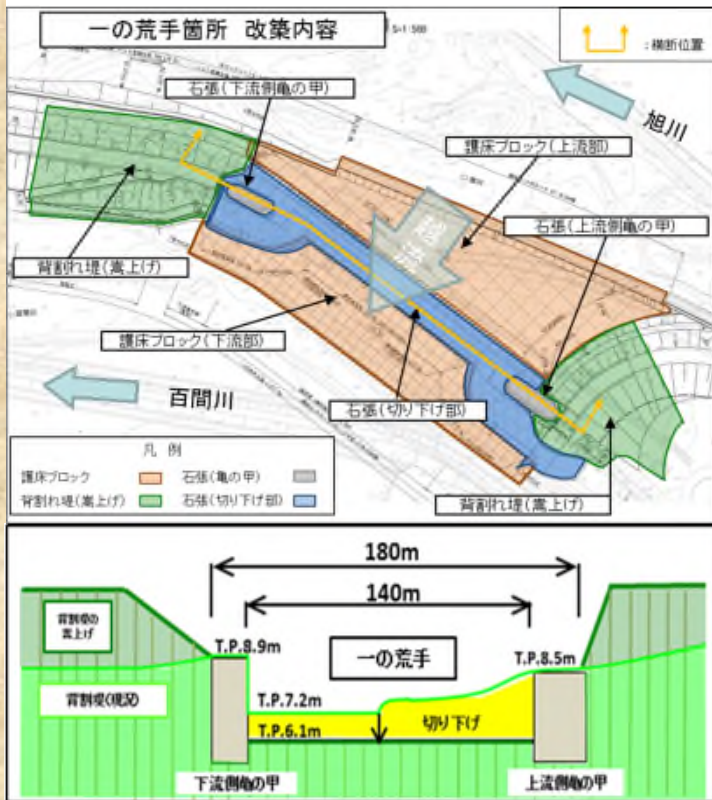 一の荒手箇所 改築内容
:横断位置
石張(下流側亀の甲)
旭川
護床ブロック(上流部)
石張(上流側亀の甲)
越流
背割れ堤(嵩上げ)
護床ブロック(下流部)
石張(切り下げ部)
百間川
凡 例
護床ブロック 石張(亀の甲)
背割れ堤(嵩上げ) 石張(切り下げ部)
背割れ堤(嵩上げ)
180m
140m
背割堤の
嵩上げ
T.P.8.9m
一の荒手
T.P.8.5m
背割堤(現況)
T.P.7.2m
T.P.6.1m
切り下げ
下流側亀の甲
上流側亀の甲